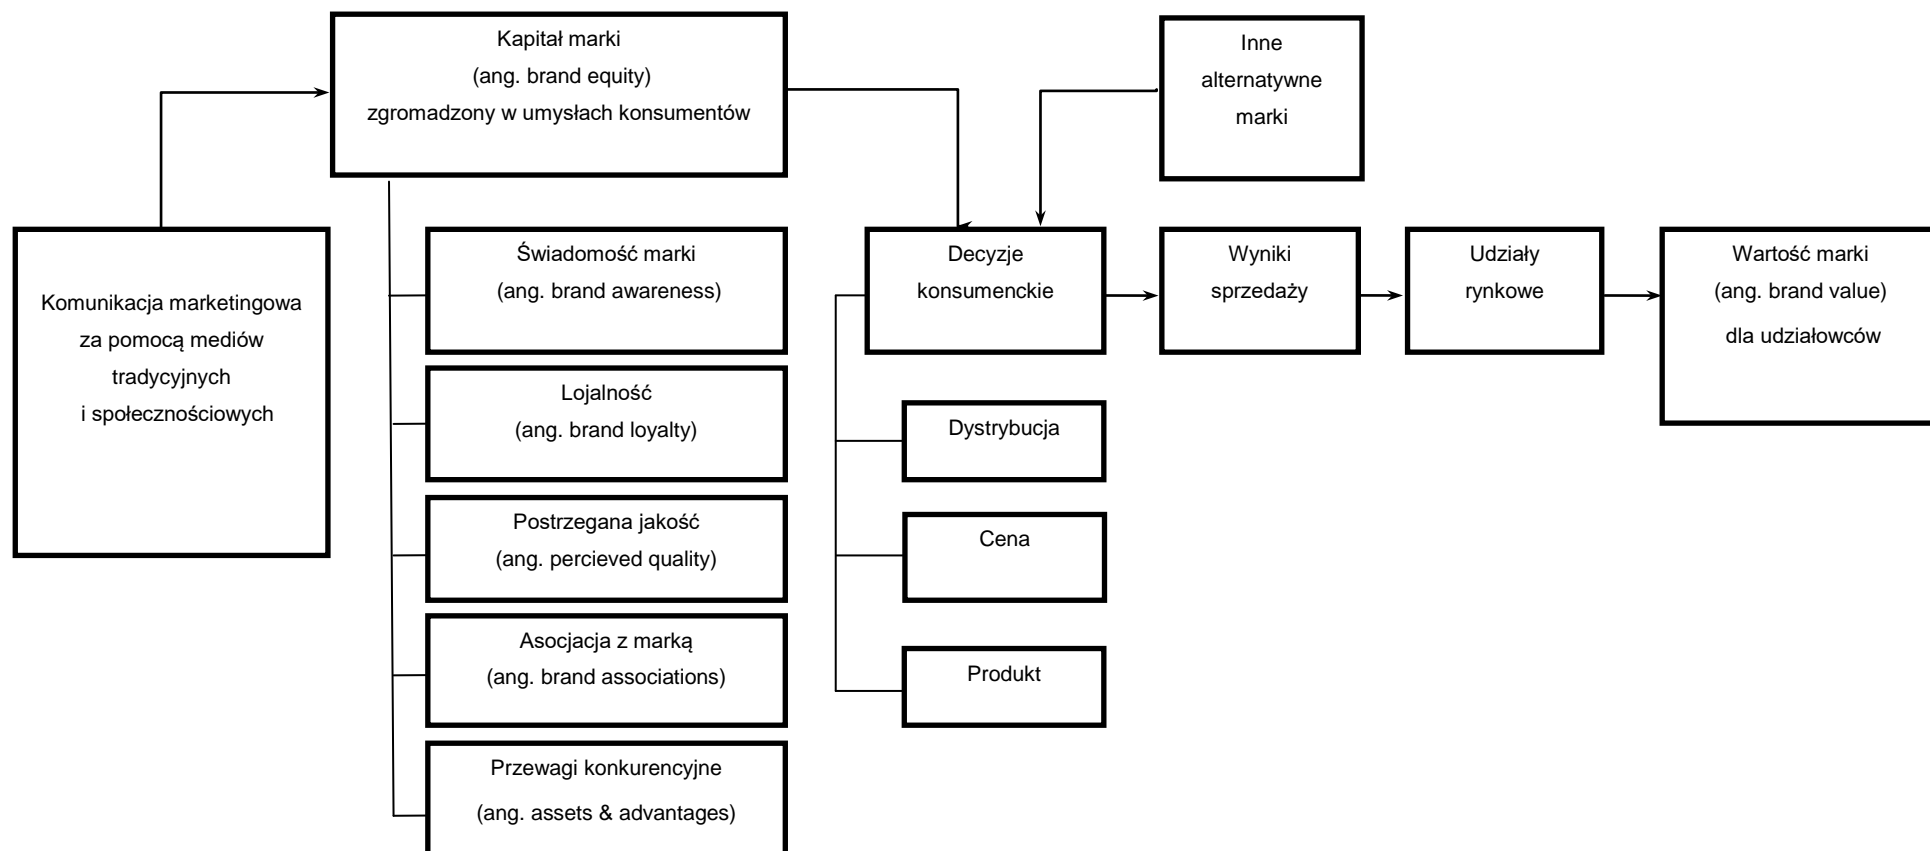 Kapitał marki
(ang. brand equity)
zgromadzony w umysłach konsumentów
Inne
alternatywne
marki
Komunikacja marketingowa
za pomocą mediów
tradycyjnych
i społecznościowych
Świadomość marki
(ang. brand awareness)
Lojalność
(ang. brand loyalty)
Postrzegana jakość
(ang. percieved quality)
Asocjacja z marką
(ang. brand associations)
Przewagi konkurencyjne
(ang. assets & advantages)
Decyzje
konsumenckie
Dystrybucja
Cena
Produkt
Wyniki
sprzedaży
Udziały
rynkowe
Wartość marki
(ang. brand value)
dla udziałowców